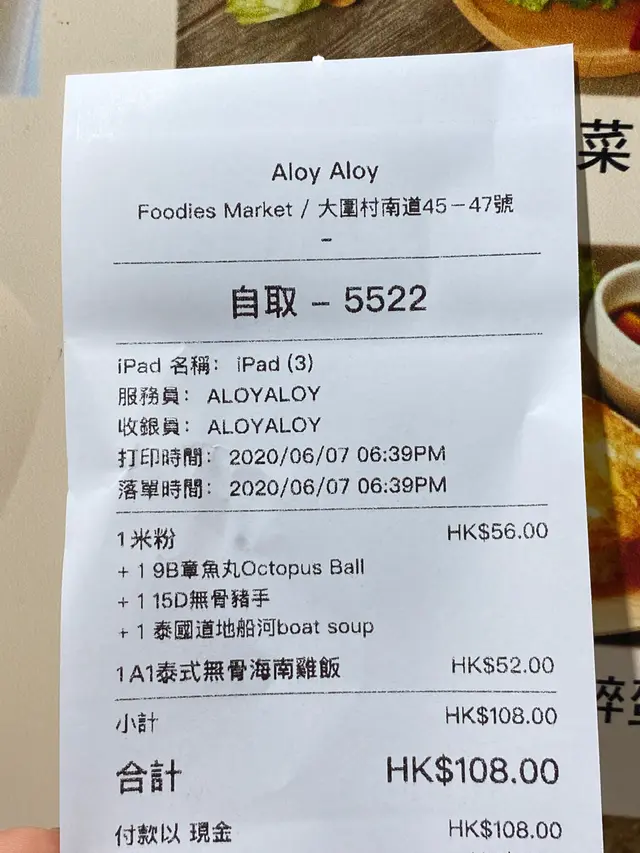 Aloy Aloy
Foodies Market / 大圍村南道45-47號
-
自取 - 5522
iPad 名稱: iPad (3)
服務員: ALOYALOY
收銀員: ALOYALOY
打印時間: 2020/06/07 06:39PM
落單時間: 2020/06/07 06:39PM
1 米粉 HK$56.00
+ 1 9B章魚丸Octopus Ball
+ 1 15D無骨豬手
+ 1 泰國道地船河boat soup
1 A1泰式無骨海南雞飯 HK$52.00
小計 HK$108.00
合計 HK$108.00
付款以 現金 HK$108.00
菜